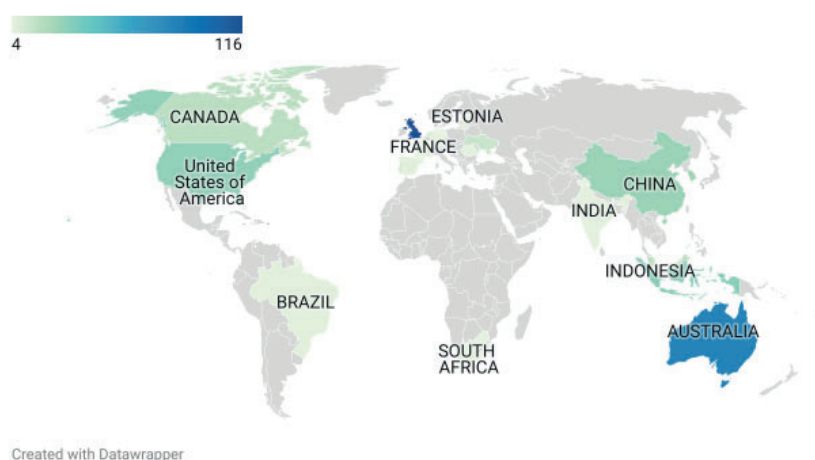 4 116
CANADA
ESTONIA
FRANCE
United
States of
America
CHINA
INDIA
INDONESIA
BRAZIL
AUSTRALIA
SOUTH
AFRICA
Created with Datawrapper